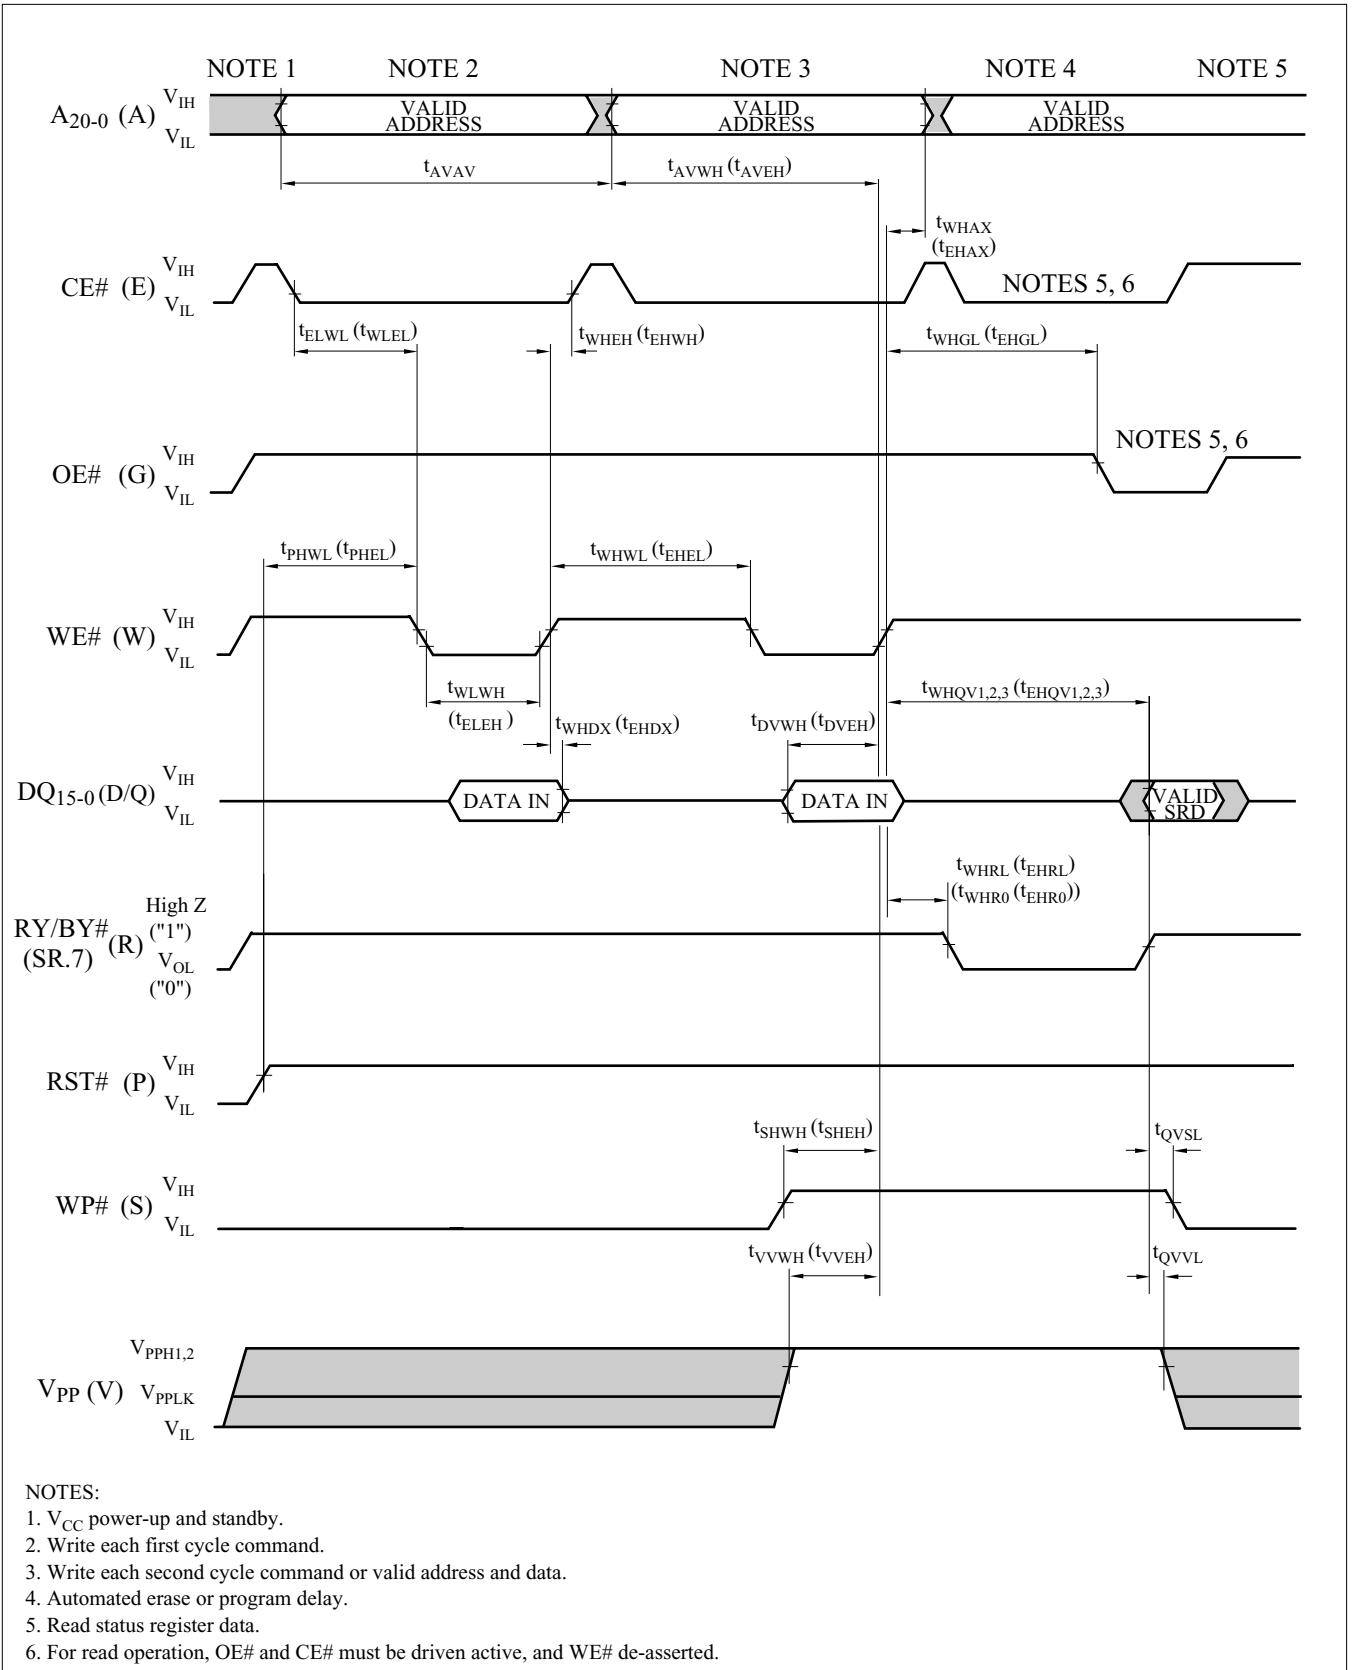 NOTE 1 NOTE 2 NOTE 3 NOTE 4 NOTE 5
A20-0 (A) VIH VIL
VALID ADDRESS
VALID ADDRESS
VALID ADDRESS
tAVAV
tAVWH (tAVEH)
tWHAX
(tEHAX)
CE# (E) VIH VIL
NOTES 5, 6
tELWL (tWLEL)
tWHEH (tEHWH)
tWHGL (tEHGL)
OE# (G) VIH VIL
NOTES 5, 6
tPHWL (tPHEL)
tWHWL (tEHEL)
WE# (W) VIH VIL
tWLWH
(tELEH )
tWHDX (tEHDX)
tDVWH (tDVEH)
tWHQV1,2,3 (tEHQV1,2,3)
DQ15-0 (D/Q) VIH VIL
DATA IN
DATA IN
VALID SRD
tWHRL (tEHRL)
(tWHR0 (tEHR0))
RY/BY# (R)
(SR.7)
High Z
("1")
VOL
("0")
RST# (P) VIH VIL
tSHWH (tSHEH)
tQVSL
WP# (S) VIH VIL
tVVWH (tVVEH)
tQVVL
VPP (V) VPPH1,2 VPPLK VIL
NOTES:
1. VCC power-up and standby.
2. Write each first cycle command.
3. Write each second cycle command or valid address and data.
4. Automated erase or program delay.
5. Read status register data.
6. For read operation, OE# and CE# must be driven active, and WE# de-asserted.